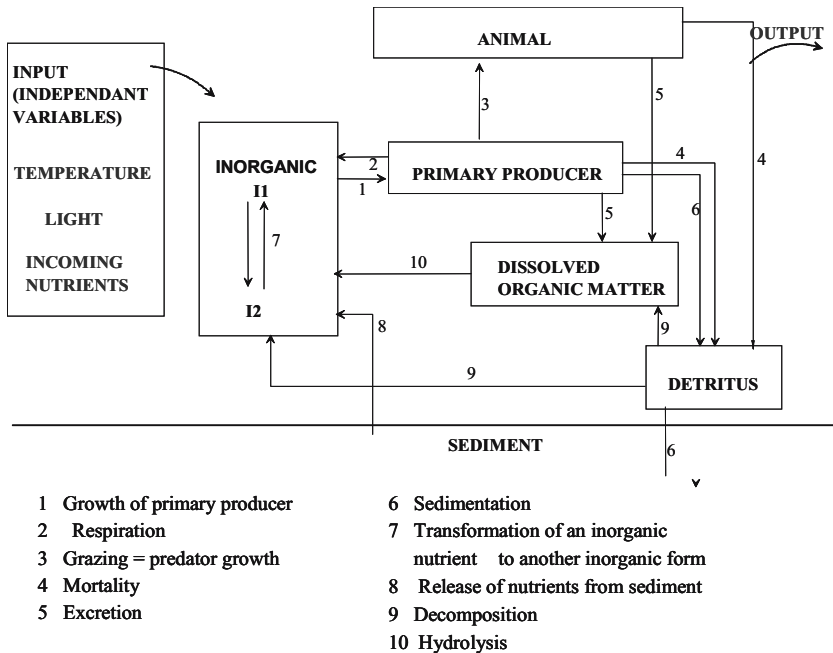 INPUT
(INDEPENDANT
VARIABLES)
TEMPERATURE
LIGHT
INCOMING
NUTRIENTS
ANIMAL
OUTPUT
3
5
4
INORGANIC
I1
7
I2
2
1
PRIMARY PRODUCER
4
6
5
10
DISSOLVED
ORGANIC MATTER
8
9
9
DETRITUS
SEDIMENT
6
1 Growth of primary producer
2 Respiration
3 Grazing = predator growth
4 Mortality
5 Excretion
6 Sedimentation
7 Transformation of an inorganic
nutrient to another inorganic form
8 Release of nutrients from sediment
9 Decomposition
10 Hydrolysis